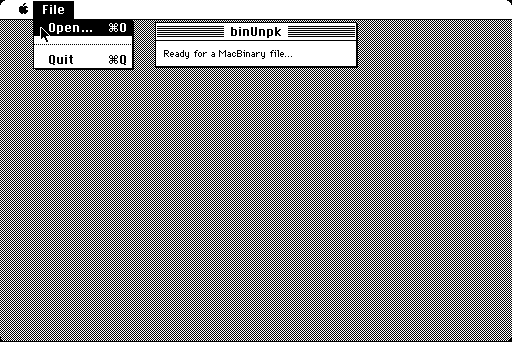 File
Open... ⌘O
Quit ⌘Q
binUnpk
Ready for a MacBinary file...